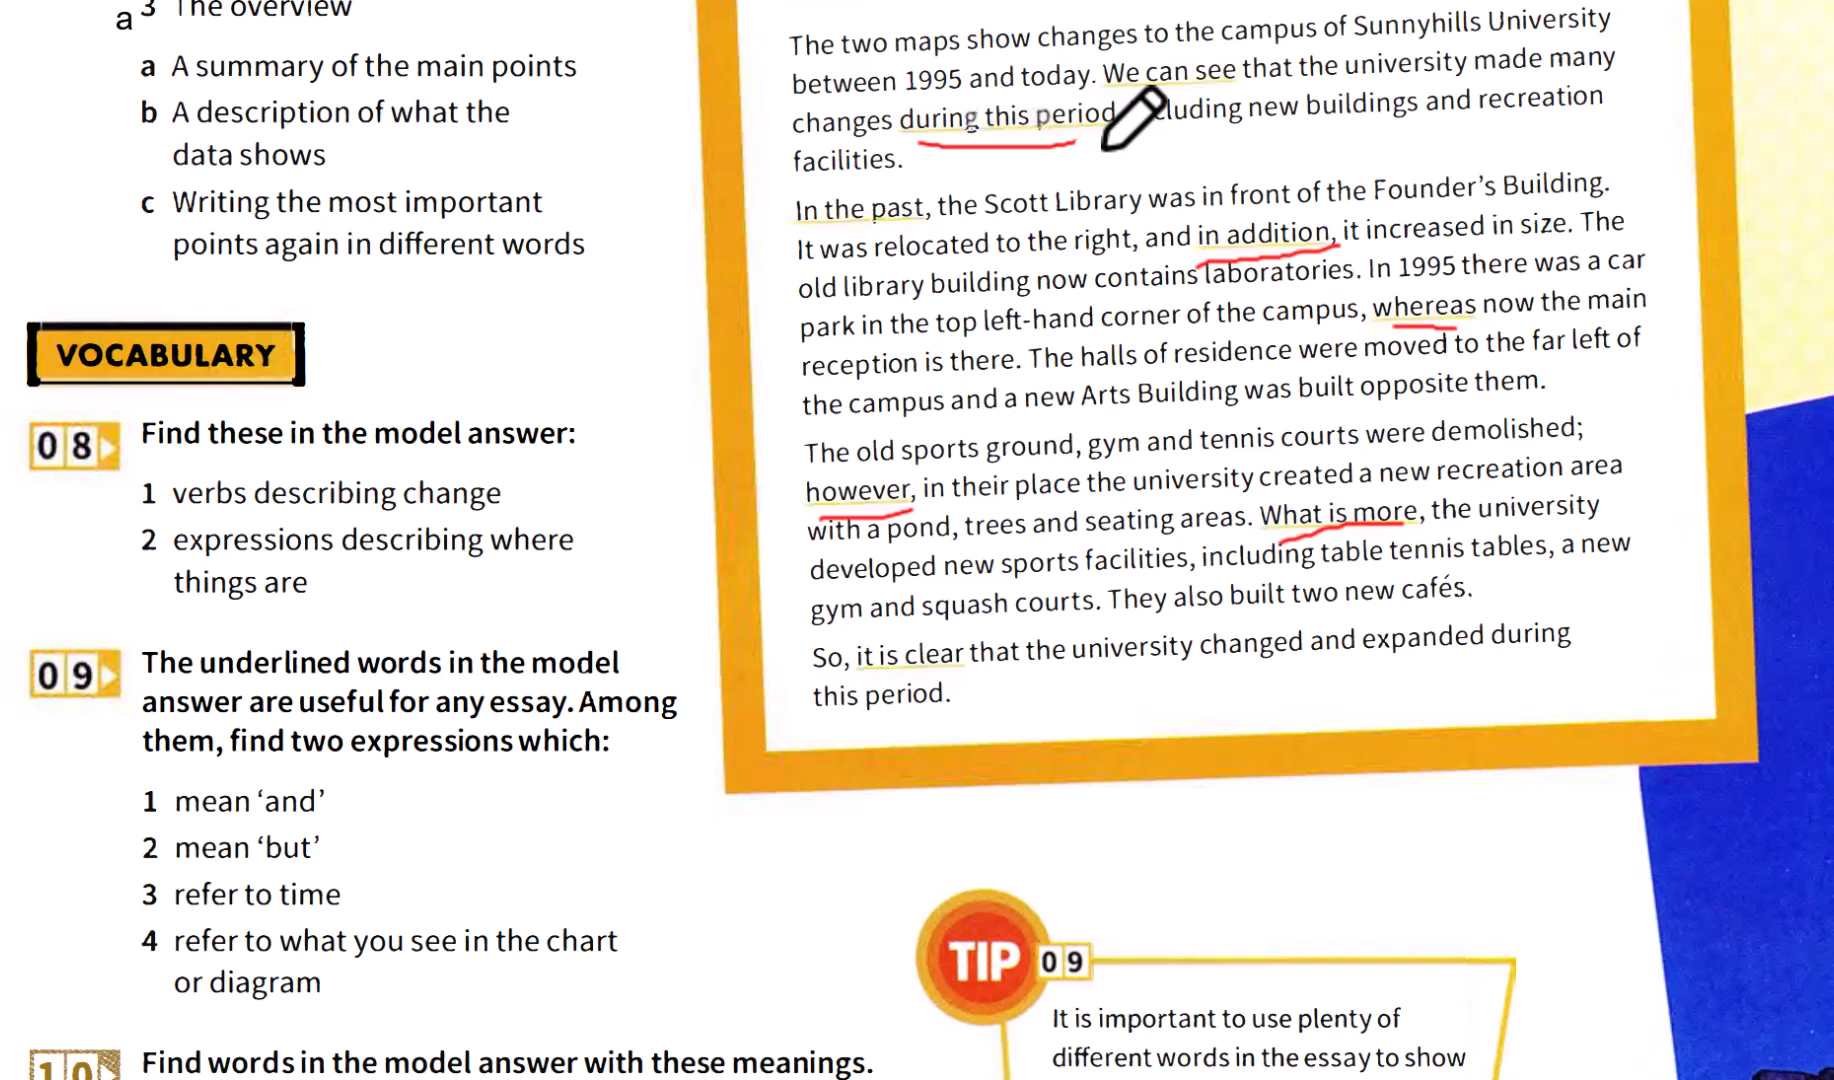 a 3 The overview
a A summary of the main points
b A description of what the
data shows
c Writing the most important
points again in different words
VOCABULARY
08 Find these in the model answer:
1 verbs describing change
2 expressions describing where
things are
09 The underlined words in the model
answer are useful for any essay. Among
them, find two expressions which:
1 mean ‘and’
2 mean ‘but’
3 refer to time
4 refer to what you see in the chart
or diagram
10 Find words in the model answer with these meanings.
The two maps show changes to the campus of Sunnyhills University
between 1995 and today. We can see that the university made many
changes during this period cluding new buildings and recreation
facilities.
In the past, the Scott Library was in front of the Founder’s Building.
It was relocated to the right, and in addition, it increased in size. The
old library building now contains laboratories. In 1995 there was a car
park in the top left-hand corner of the campus, whereas now the main
reception is there. The halls of residence were moved to the far left of
the campus and a new Arts Building was built opposite them.
The old sports ground, gym and tennis courts were demolished;
however, in their place the university created a new recreation area
with a pond, trees and seating areas. What is more, the university
developed new sports facilities, including table tennis tables, a new
gym and squash courts. They also built two new cafés.
So, it is clear that the university changed and expanded during
this period.
TIP 09
It is important to use plenty of
different words in the essay to show